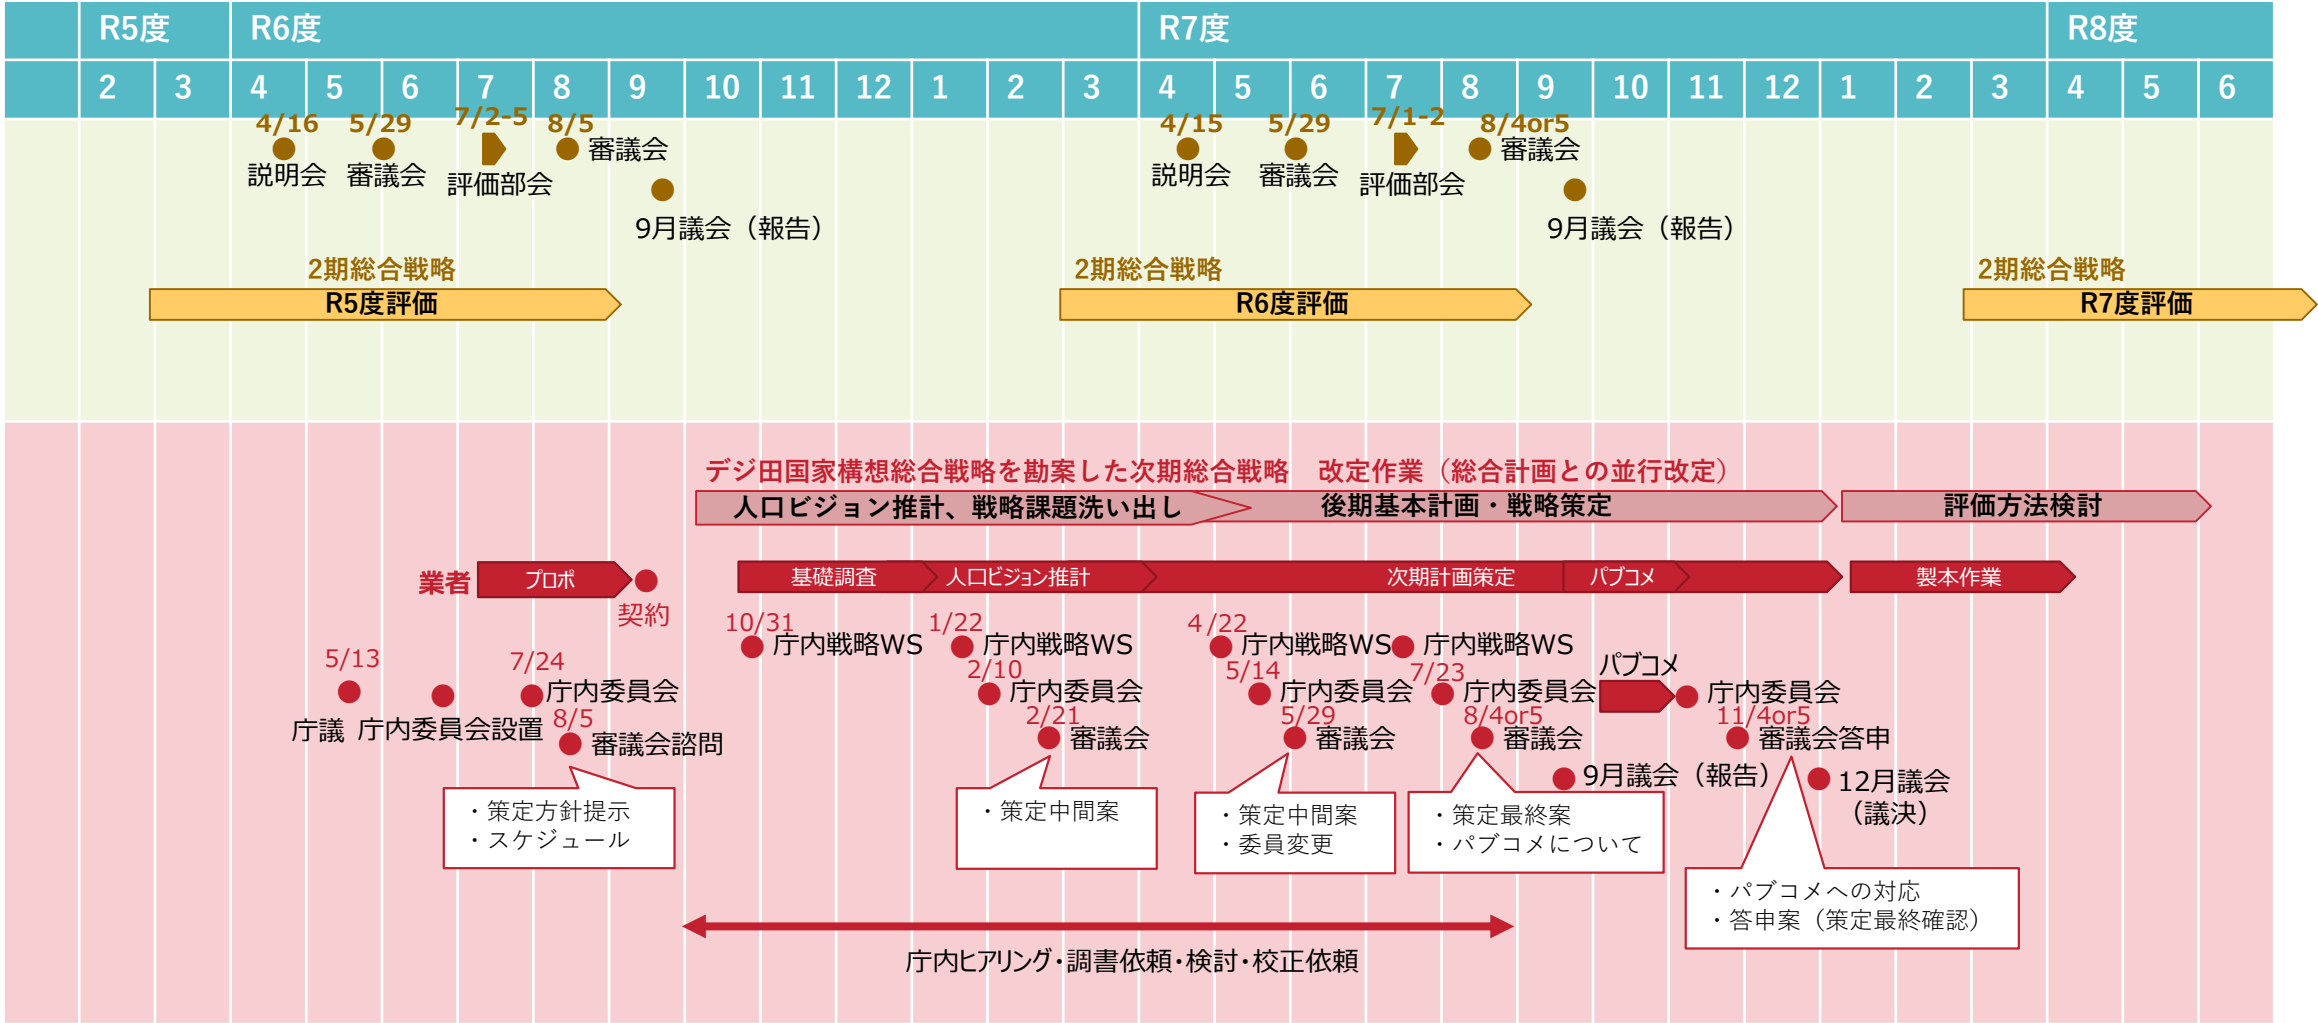 R5度 R6度 R7度 R8度
2 3 4 5 6 7 8 9 10 11 12 1 2 3 4 5 6 7 8 9 10 11 12 1 2 3 4 5 6
4/16 5/29 7/2-5 8/5 4/15 5/29 7/1-2 8/4or5
審議会 審議会
説明会 審議会 評価部会 説明会 審議会 評価部会
9月議会（報告） 9月議会（報告）
2期総合戦略 2期総合戦略 2期総合戦略
R5度評価 R6度評価 R7度評価
デジ田国家構想総合戦略を勘案した次期総合戦略　改定作業（総合計画との並行改定）
人口ビジョン推計、戦略課題洗い出し 後期基本計画・戦略策定 評価方法検討
業者 プロポ 基礎調査 人口ビジョン推計 次期計画策定 パブコメ 製本作業
契約
10/31 1/22 4/22
庁内戦略WS 庁内戦略WS 庁内戦略WS 庁内戦略WS
5/13 7/24 2/10 5/14 7/23 パブコメ
庁内委員会 庁内委員会 庁内委員会 庁内委員会 庁内委員会
8/5 2/21 5/29 8/4or5 11/4or5
庁議 庁内委員会設置 審議会諮問 審議会 審議会 審議会 審議会答申
9月議会（報告） 12月議会
（議決）
・策定方針提示
・スケジュール
・策定中間案
・策定中間案
・委員変更
・策定最終案
・パブコメについて
・パブコメへの対応
・答申案（策定最終確認）
庁内ヒアリング・調書依頼・検討・校正依頼